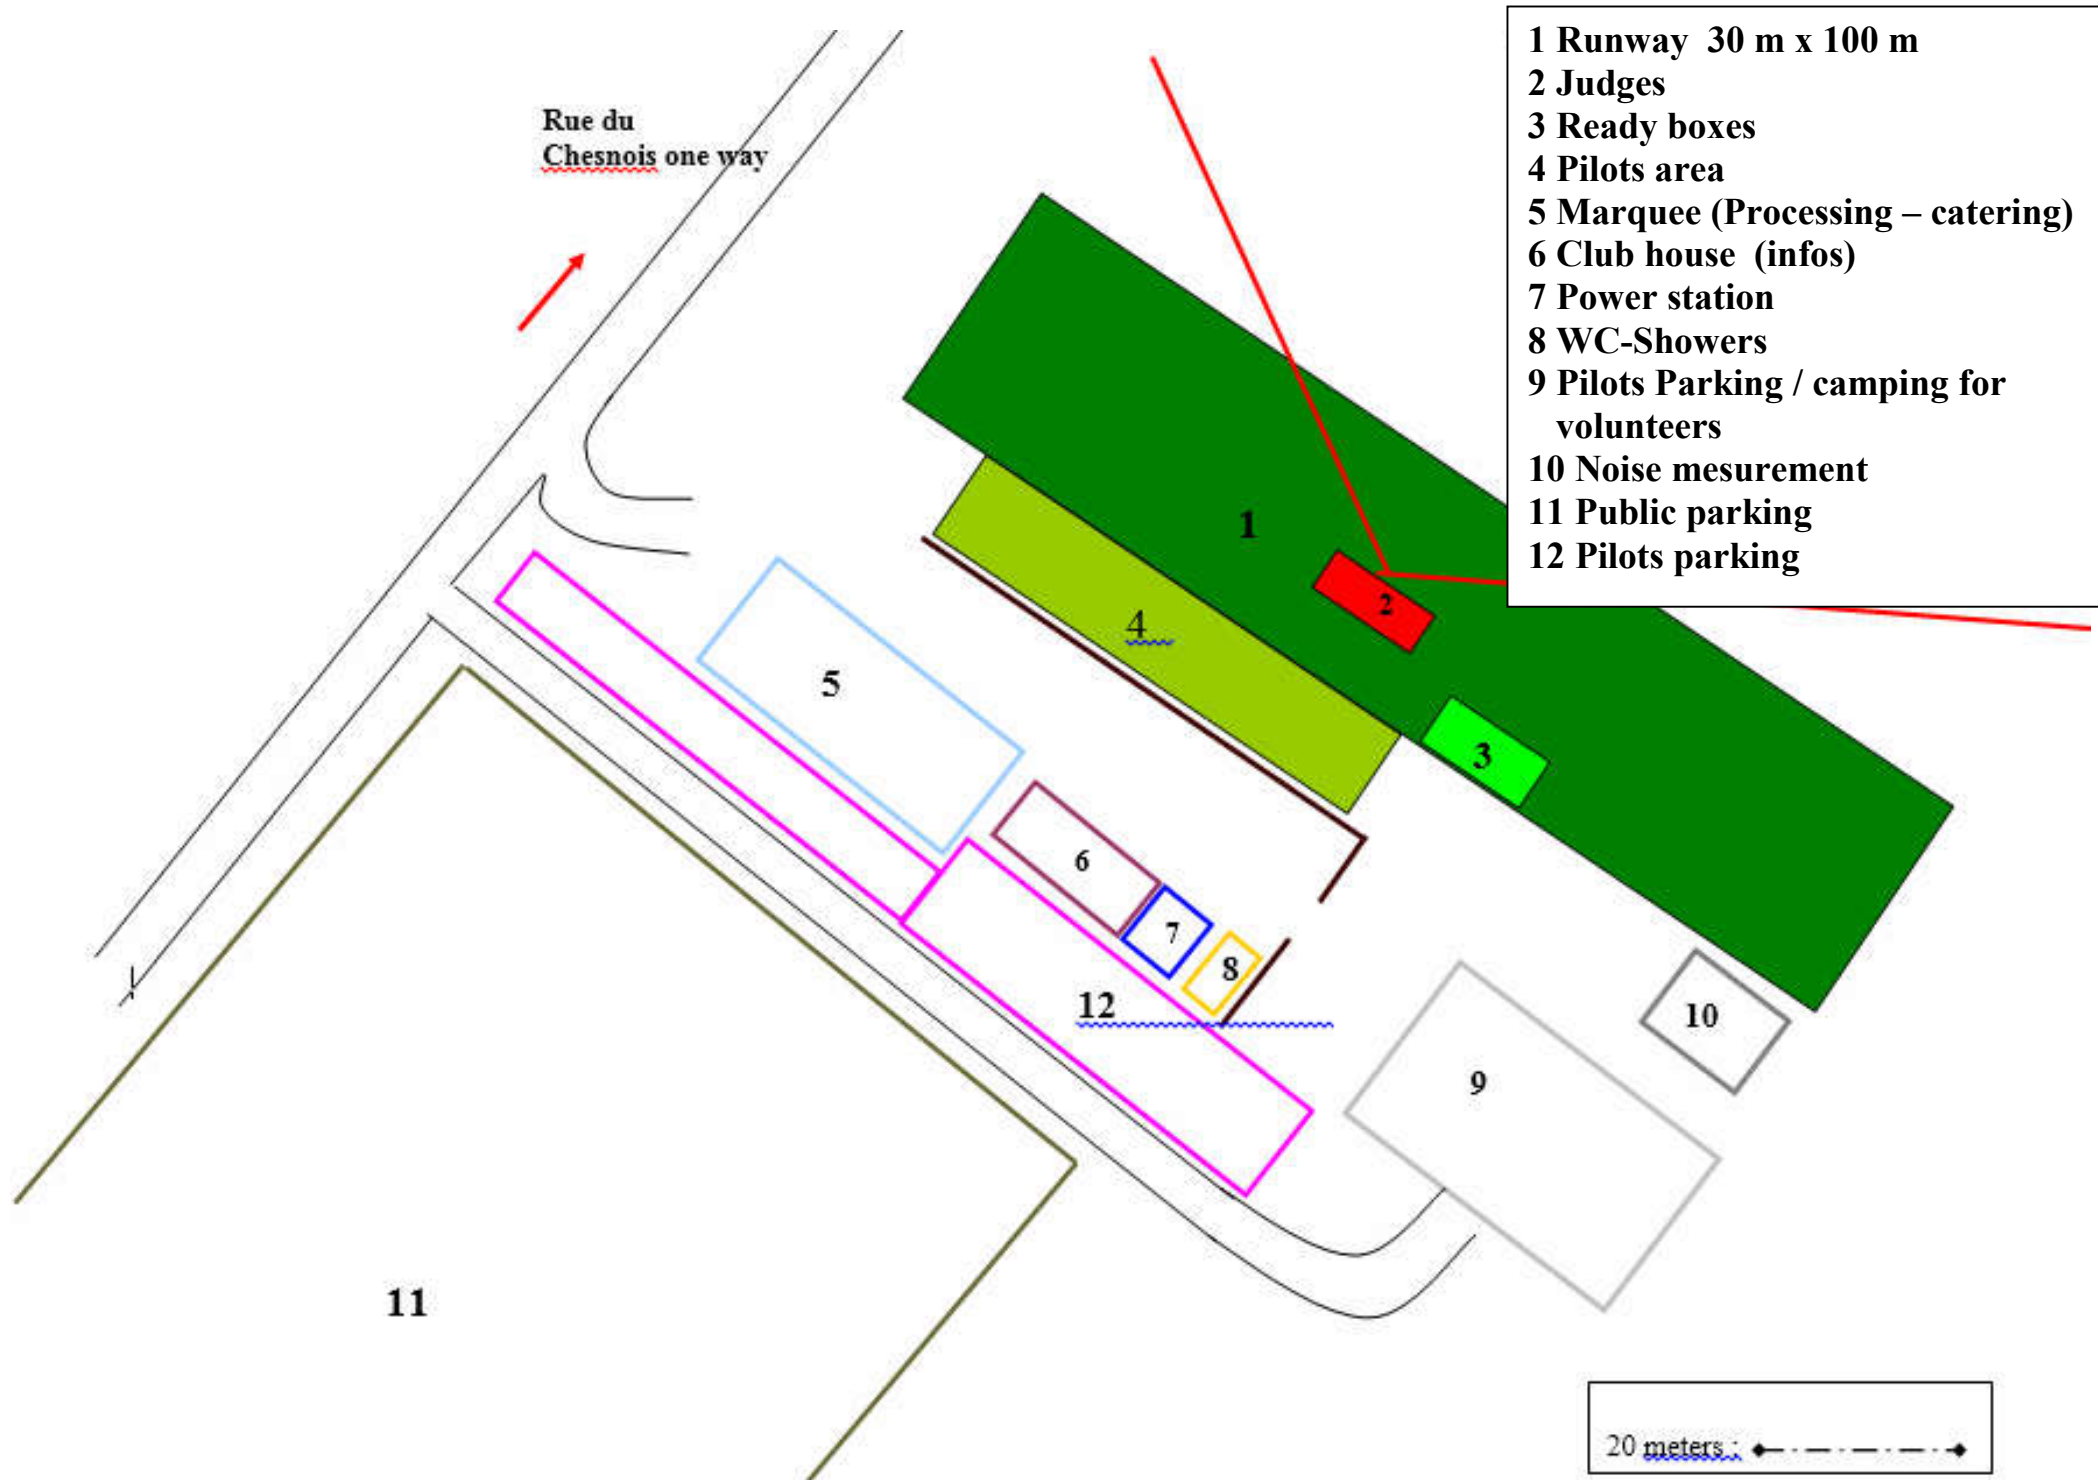 1 Runway 30 m x 100 m
2 Judges
3 Ready boxes
4 Pilots area
5 Marquee (Processing – catering)
6 Club house (infos)
7 Power station
8 WC-Showers
9 Pilots Parking / camping for
volunteers
10 Noise mesurement
11 Public parking
12 Pilots parking
Rue du
Chesnois one way
1
2
4
3
5
6
7
8
12
10
9
11
20 meters :